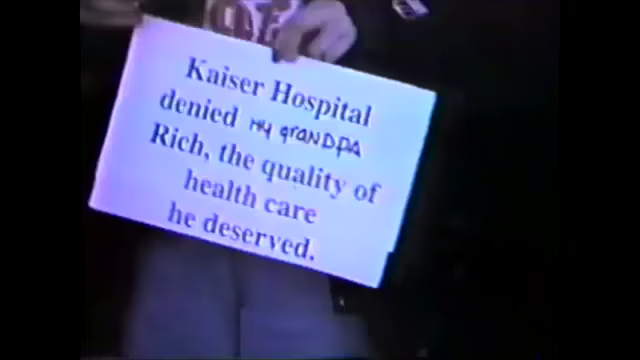 Kaiser Hospital
denied my grandpa
Rich, the quality of
health care
he deserved.